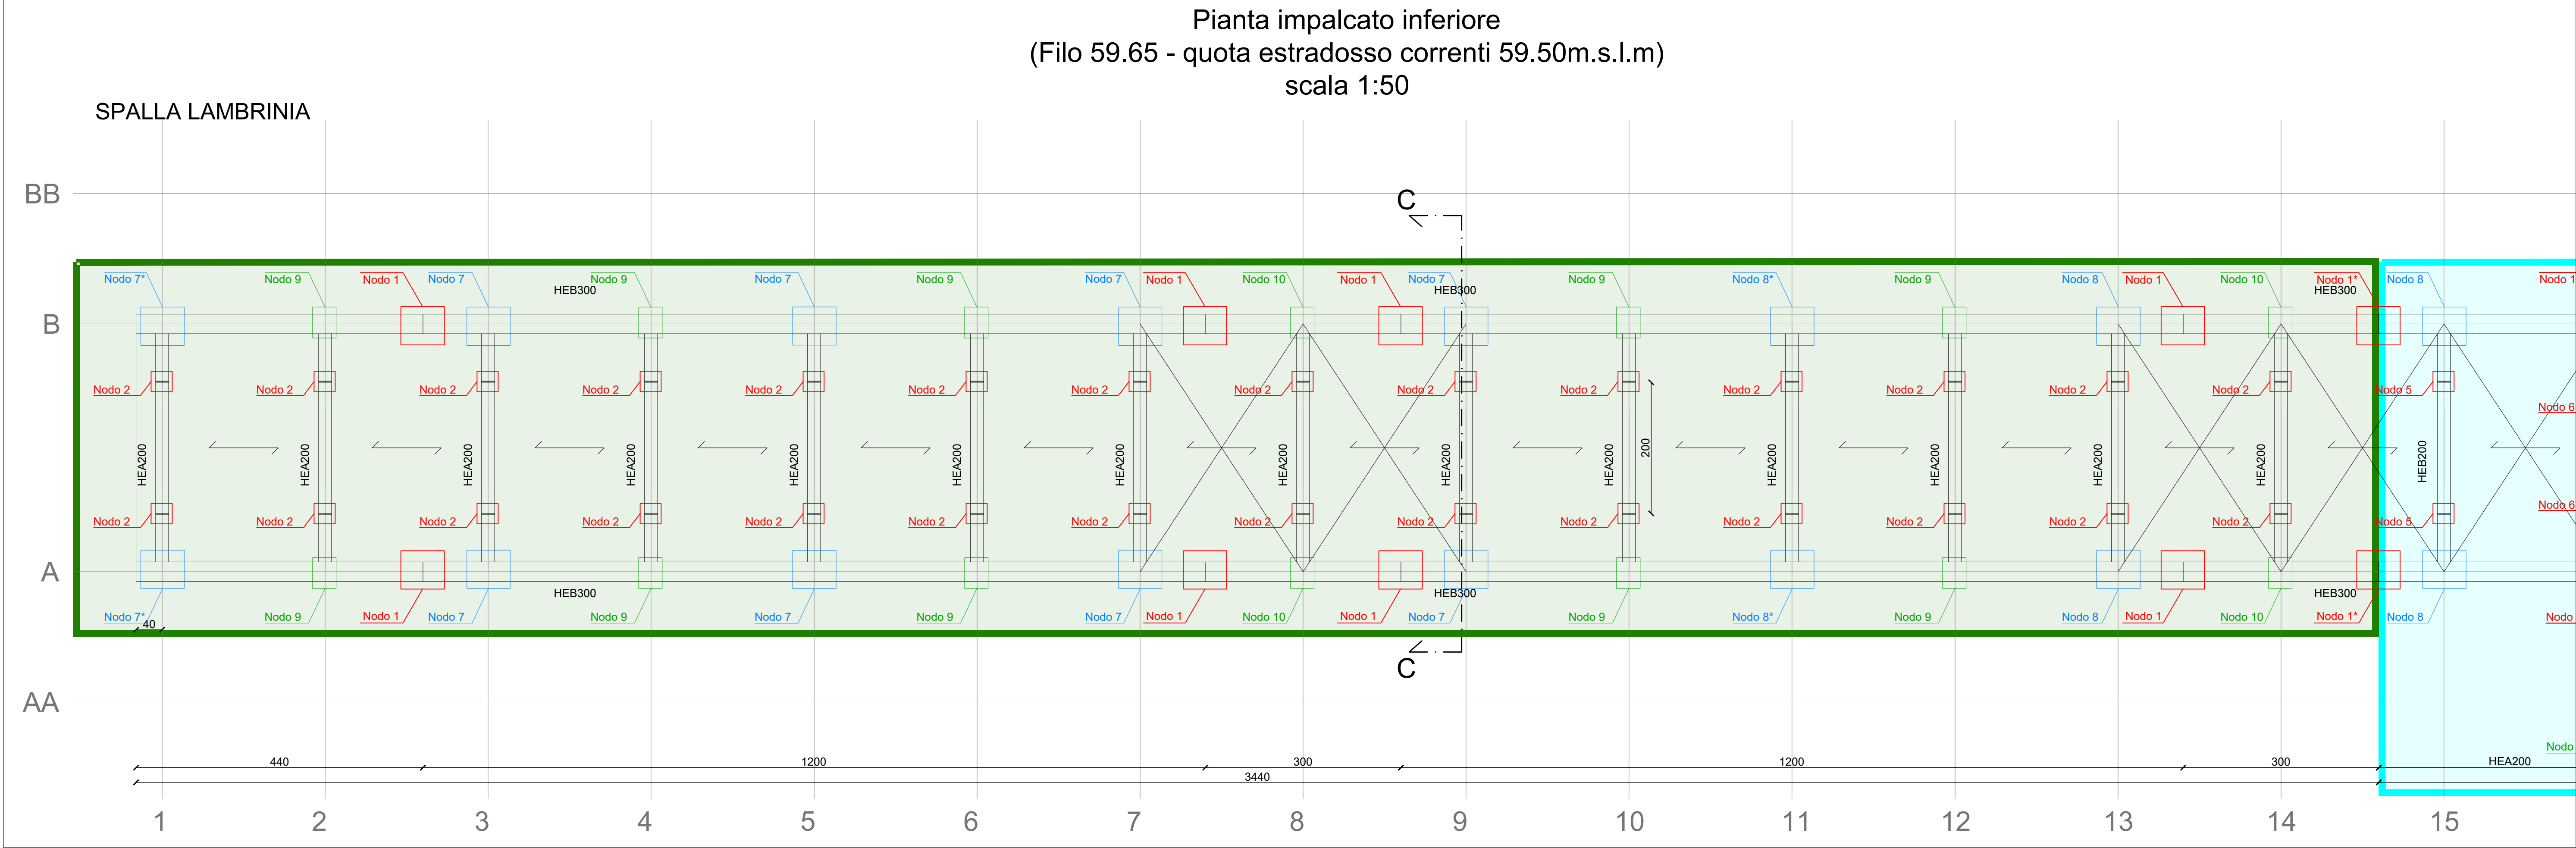 Pianta impalcato inferiore
(Filo 59.65 - quota estradosso correnti 59.50m.s.l.m)
scala 1:50
SPALLA LAMBRINIA
BB
C
Nodo 7* Nodo 9 Nodo 1 Nodo 7 Nodo 9 Nodo 7 Nodo 9 Nodo 7 Nodo 1 Nodo 10 Nodo 1 Nodo 7 Nodo 9 Nodo 8* Nodo 9 Nodo 8 Nodo 1 Nodo 10 Nodo 1* Nodo 8 Nodo 1
HEB300 HEB300 HEB300
B
Nodo 2 Nodo 2 Nodo 2 Nodo 2 Nodo 2 Nodo 2 Nodo 2 Nodo 2 Nodo 2 Nodo 2 Nodo 2 Nodo 2 Nodo 2 Nodo 2 Nodo 5
Nodo 6
HEA200 HEA200 HEA200 HEA200 HEA200 HEA200 HEA200 HEA200 HEA200 HEA200 200 HEA200 HEA200 HEA200 HEA200 HEB200
Nodo 6
Nodo 2 Nodo 2 Nodo 2 Nodo 2 Nodo 2 Nodo 2 Nodo 2 Nodo 2 Nodo 2 Nodo 2 Nodo 2 Nodo 2 Nodo 2 Nodo 2 Nodo 5
A
HEB300 HEB300 HEB300
Nodo 7* Nodo 9 Nodo 1 Nodo 7 Nodo 9 Nodo 7 Nodo 9 Nodo 7 Nodo 1 Nodo 10 Nodo 1 Nodo 7 Nodo 9 Nodo 8* Nodo 9 Nodo 8 Nodo 1 Nodo 10 Nodo 1* Nodo 8 Nodo
40
C
AA
Nodo
440 1200 300 1200 300 HEA200
3440
1 2 3 4 5 6 7 8 9 10 11 12 13 14 15